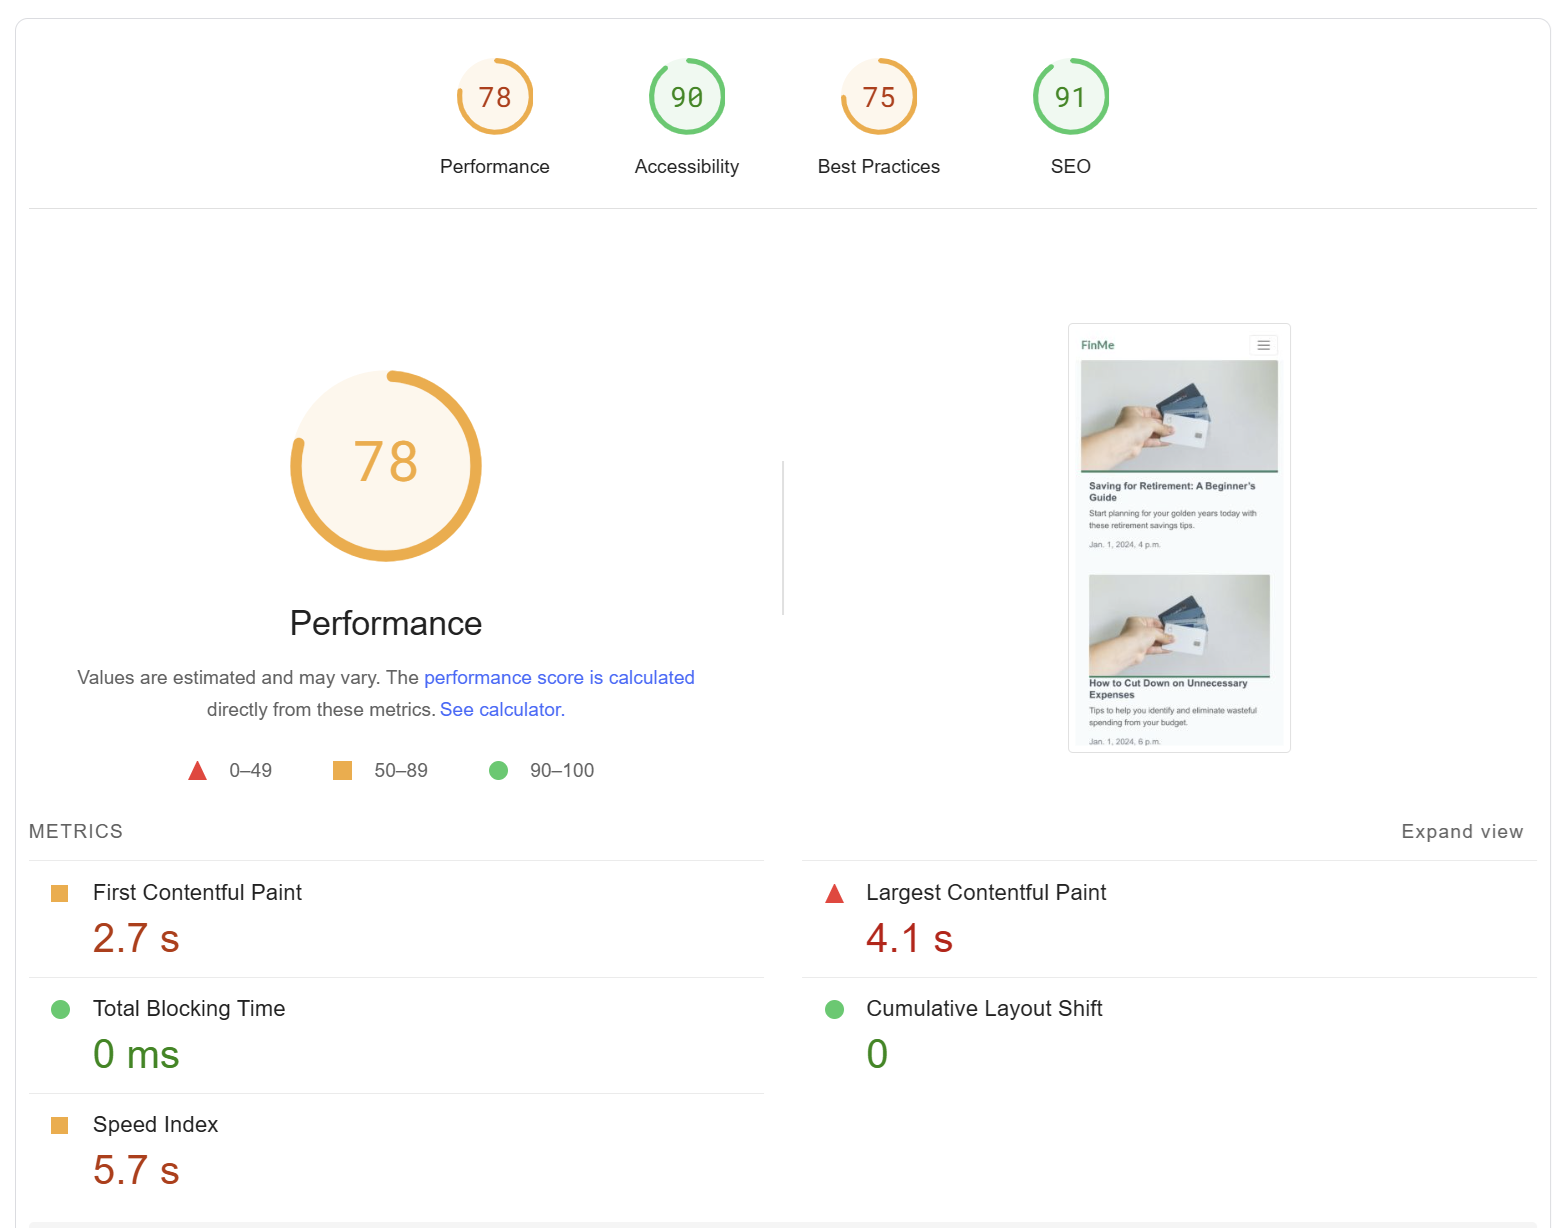 78
90
75
91
Performance
Accessibility
Best Practices
SEO
78
Performance
Values are estimated and may vary. The performance score is calculated
directly from these metrics. See calculator.
0–49
50–89
90–100
FinMe
Saving for Retirement: A Beginner's
Guide
Start planning for your golden years today with
these retirement savings tips.
Jan. 1, 2024, 4 p.m.
How to Cut Down on Unnecessary
Expenses
Tips to help you identify and eliminate wasteful
spending from your budget.
Jan. 1, 2024, 6 p.m.
METRICS
Expand view
First Contentful Paint
2.7 s
Largest Contentful Paint
4.1 s
Total Blocking Time
0 ms
Cumulative Layout Shift
0
Speed Index
5.7 s